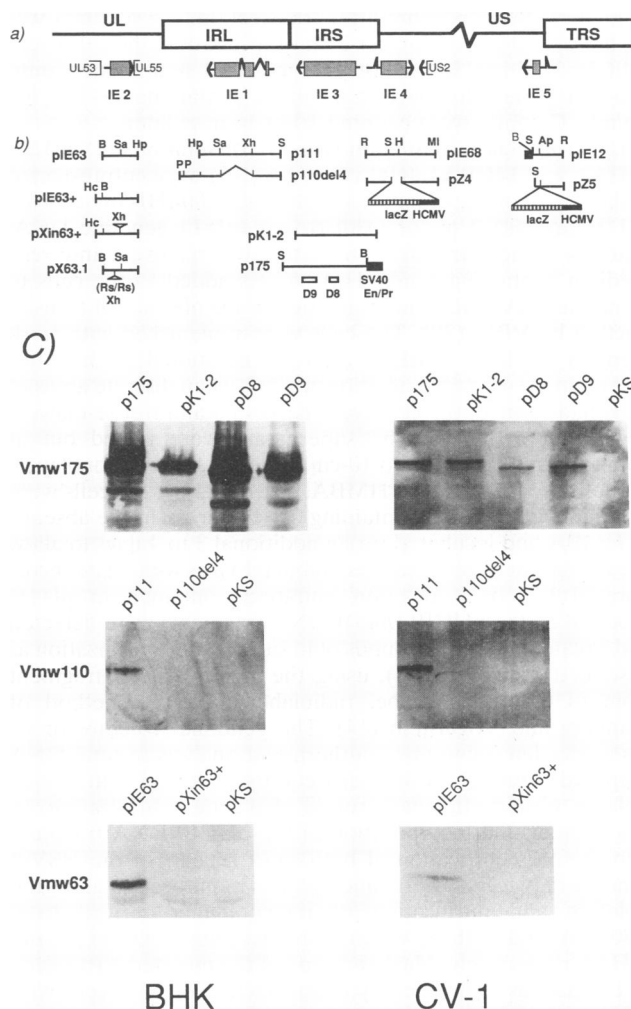 a)
UL
US
IRL
IRS
TRS
UL53
UL55
US2
IE 2
IE 1
IE 3
IE 4
IE 5
b)
B Sa Hp
pIE63
Hp Sa Xh S
p111
R S H Ml
pIE68
B S Ap R
pIE12
PP
p110del4
pZ4
S
pZ5
Hc B
pIE63+
lacZ HCMV
lacZ HCMV
Hc Xh
pXin63+
pK1-2
B Sa
pX63.1
(Rs/Rs)
Xh
S B
p175
SV40
En/Pr
D9 D8
C)
p175 pK1-2 pD8 pD9
p175 pK1-2 pD8 pD9 pKS
Vmw175
p111 p110del4 pKS
p111 p110del4 pKS
Vmw110
pIE63 pXin63+ pKS
pIE63 pXin63+
Vmw63
BHK CV-1